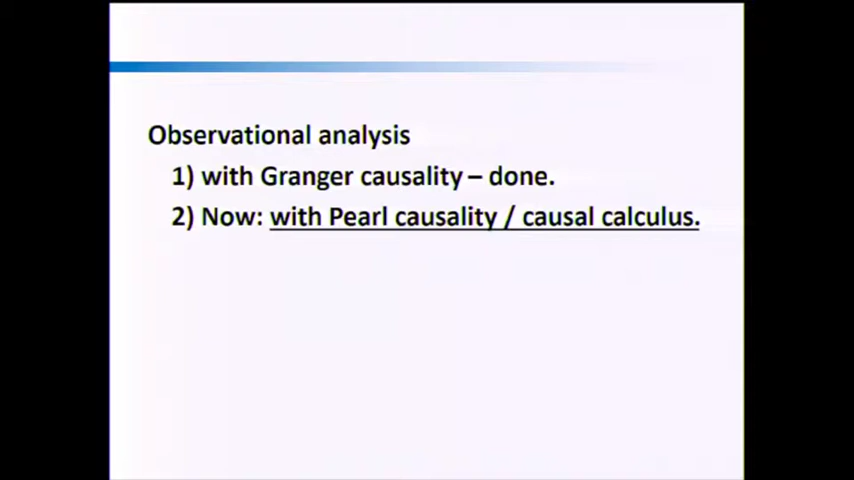 Observational analysis
1) with Granger causality – done.
2) Now: with Pearl causality / causal calculus.